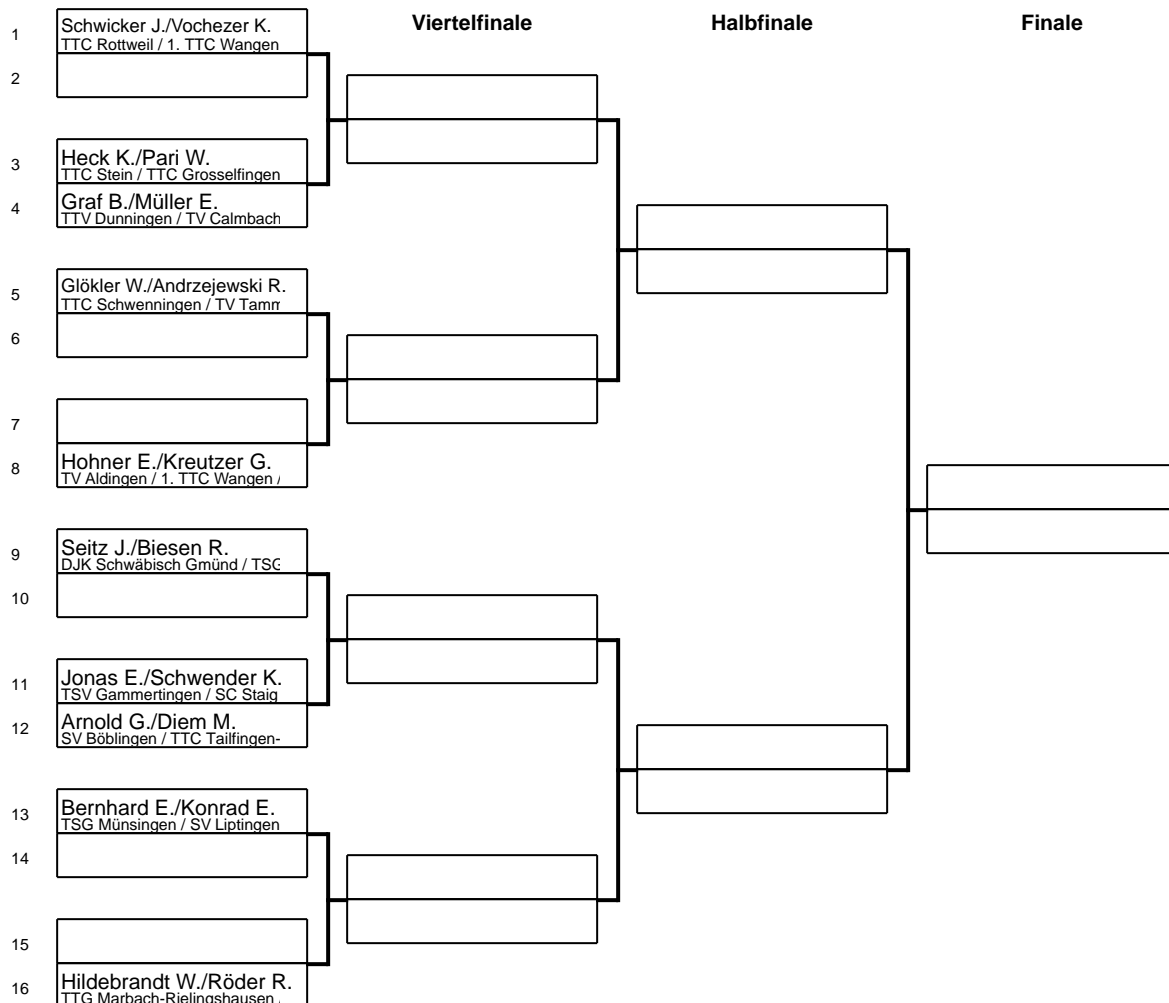 Viertelfinale
Halbfinale
Finale
1
Schwicker J./Vochezer K.
TTC Rottweil / 1. TTC Wangen
2
3
Heck K./Pari W.
TTC Stein / TTC Grosselfingen
4
Graf B./Müller E.
TTV Dunningen / TV Calmbach
5
Glökler W./Andrzejewski R.
TTC Schwenningen / TV Tamm
6
7
8
Hohner E./Kreutzer G.
TV Aldingen / 1. TTC Wangen /
9
Seitz J./Biesen R.
DJK Schwäbisch Gmünd / TSG
10
11
Jonas E./Schwender K.
TSV Gammertingen / SC Staig
12
Arnold G./Diem M.
SV Böblingen / TTC Tailfingen-
13
Bernhard E./Konrad E.
TSG Münsingen / SV Liptingen
14
15
16
Hildebrandt W./Röder R.
TTG Marbach-Rielingshausen